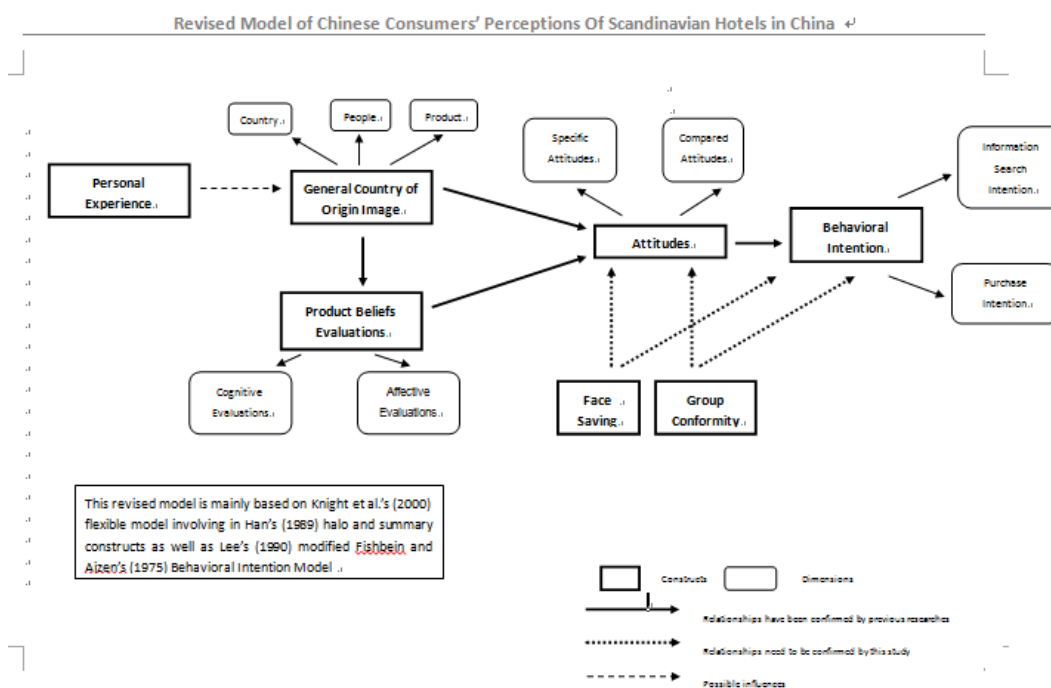 Revised Model of Chinese Consumers' Perceptions Of Scandinavian Hotels in China
Country
People
Product
Personal
Experience
General Country of
Origin Image
Product Beliefs
Evaluations
Cognitive
Evaluations
Affective
Evaluations
Specific
Attitudes
Compared
Attitudes
Attitudes
Behavioral
Intention
Information
Search
Intention
Purchase
Intention
Face
Saving
Group
Conformity
This revised model is mainly based on Knight et al.'s (2000)
flexible model involving in Han's (1989) halo and summary
constructs as well as Lee's (1990) modified Fishbein and
Aizen's (1975) Behavioral Intention Model .
Constructs
Dimensions
Relationships have been confirmed by previous researches
Relationships need to be confirmed by this study
Possible influences